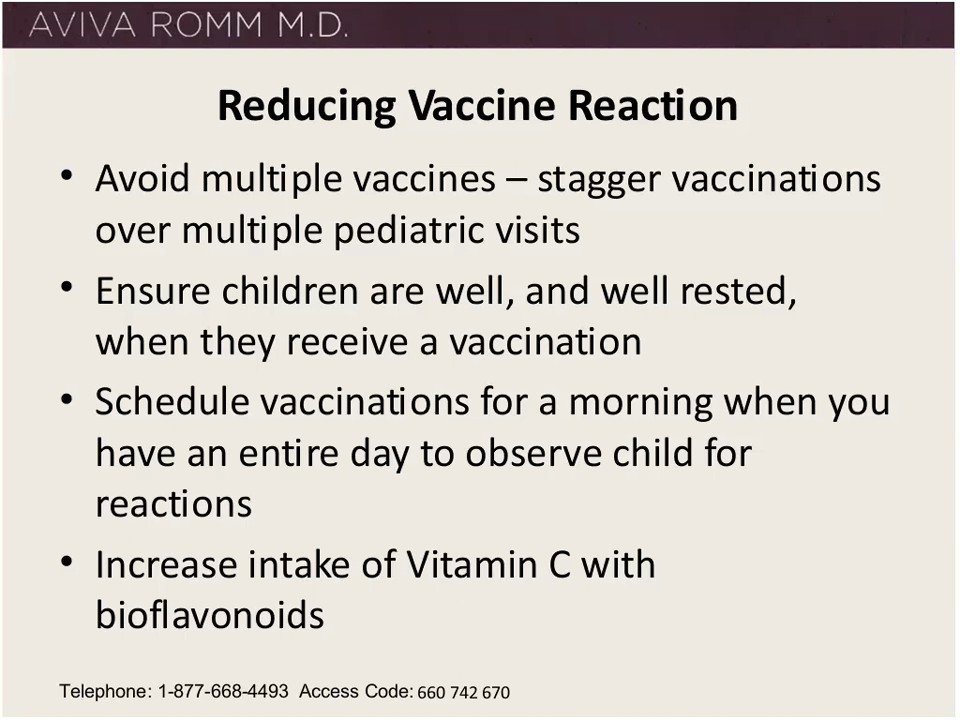 AVIVA ROMM M.D.
Reducing Vaccine Reaction
• Avoid multiple vaccines – stagger vaccinations
over multiple pediatric visits
• Ensure children are well, and well rested,
when they receive a vaccination
• Schedule vaccinations for a morning when you
have an entire day to observe child for
reactions
• Increase intake of Vitamin C with
bioflavonoids
Telephone: 1-877-668-4493 Access Code: 660 742 670